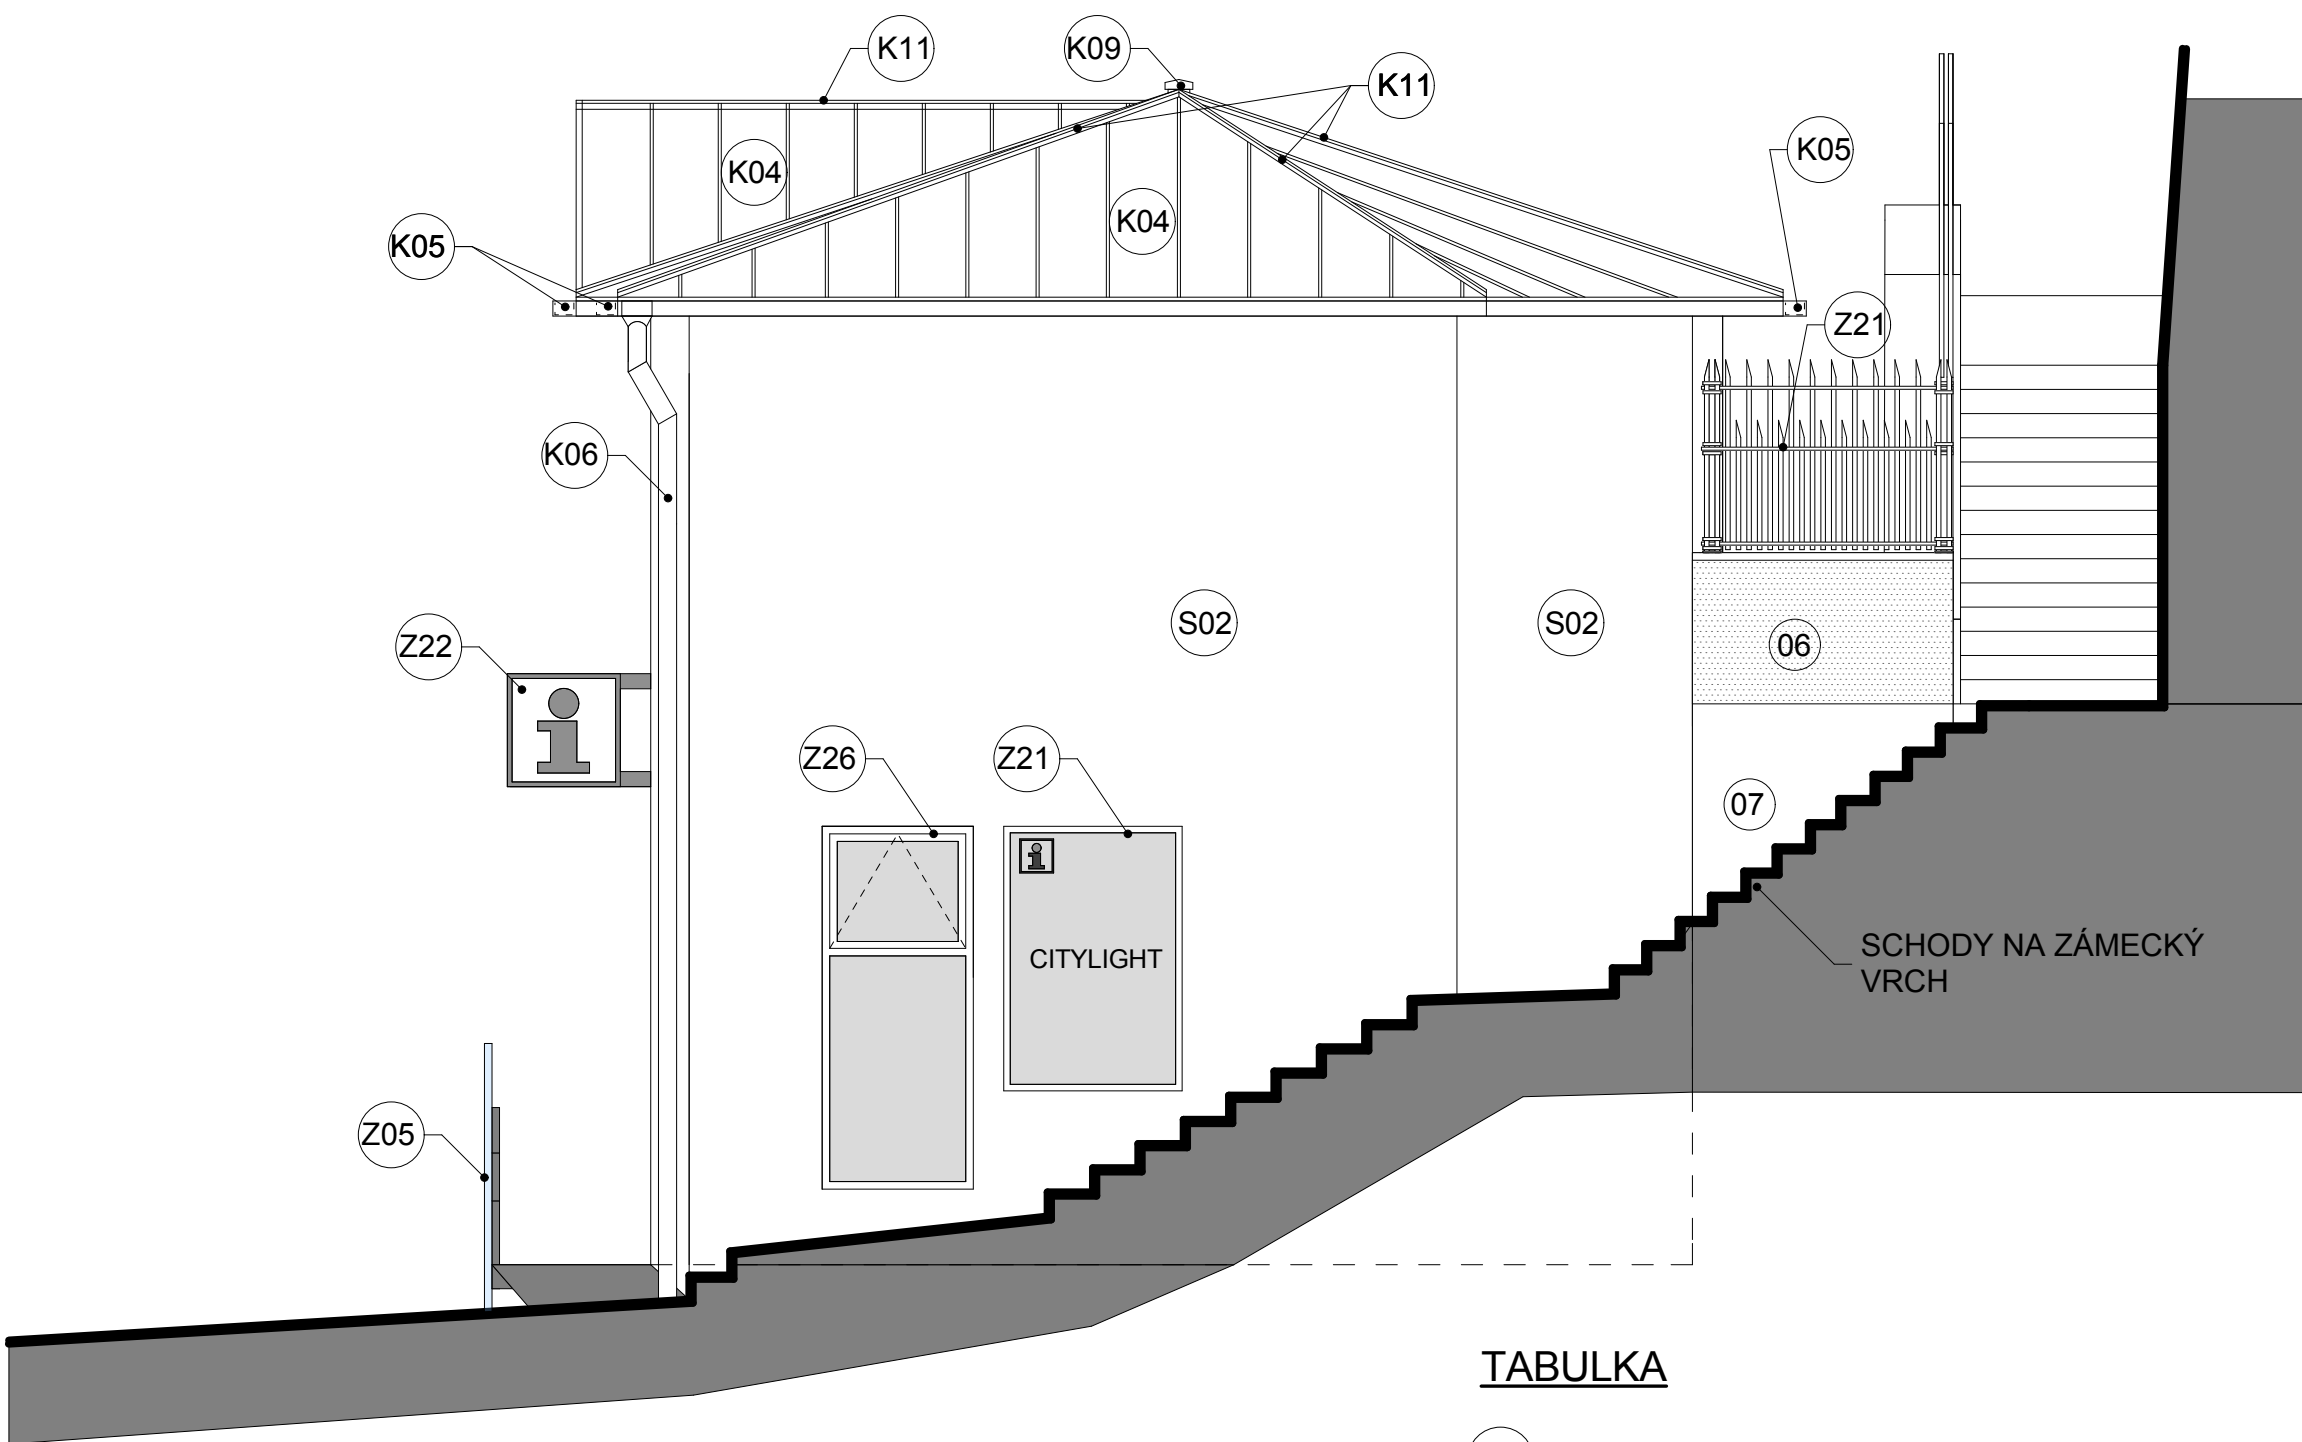 K11
K09
K11
K05
K04
K04
K05
Z21
K06
S02
S02
06
Z22
Z26
Z21
07
CITYLIGHT
SCHODY NA ZÁMECKÝ
VRCH
Z05
TABULKA